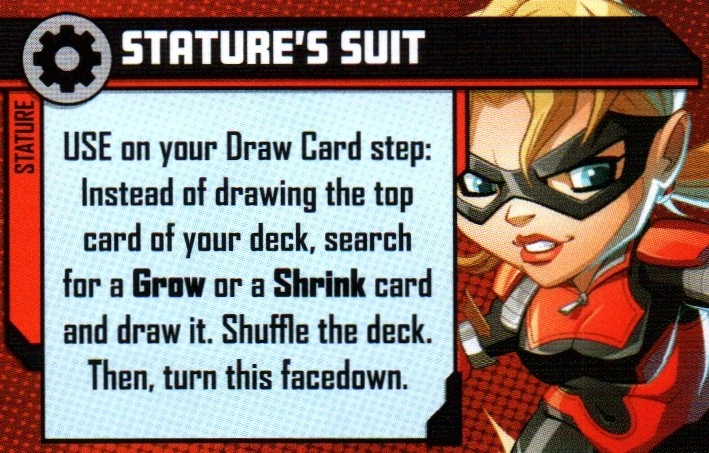 STATURE'S SUIT
STATURE
USE on your Draw Card step:
Instead of drawing the top
card of your deck, search
for a Grow or a Shrink card
and draw it. Shuffle the deck.
Then, turn this facedown.